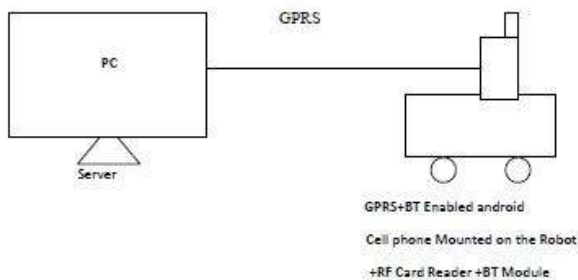 GPRS
PC
Server
GPRS+BT Enabled android
Cell phone Mounted on the Robot
+RF Card Reader +BT Module